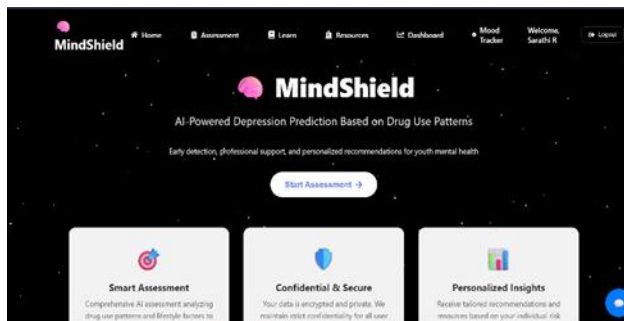 MindShield
Home
Assessment
Learn
Resources
Dashboard
Mood
Tracker
Welcome,
Sarathi R
Logout
MindShield
AI-Powered Depression Prediction Based on Drug Use Patterns
Early detection, professional support, and personalized recommendations for youth mental health
Start Assessment →
Smart Assessment
Comprehensive AI assessment analyzing
drug use patterns and lifestyle factors to
Confidential & Secure
Your data is encrypted and private. We
maintain strict confidentiality for all user
Personalized Insights
Receive tailored recommendations and
resources based on your individual risk